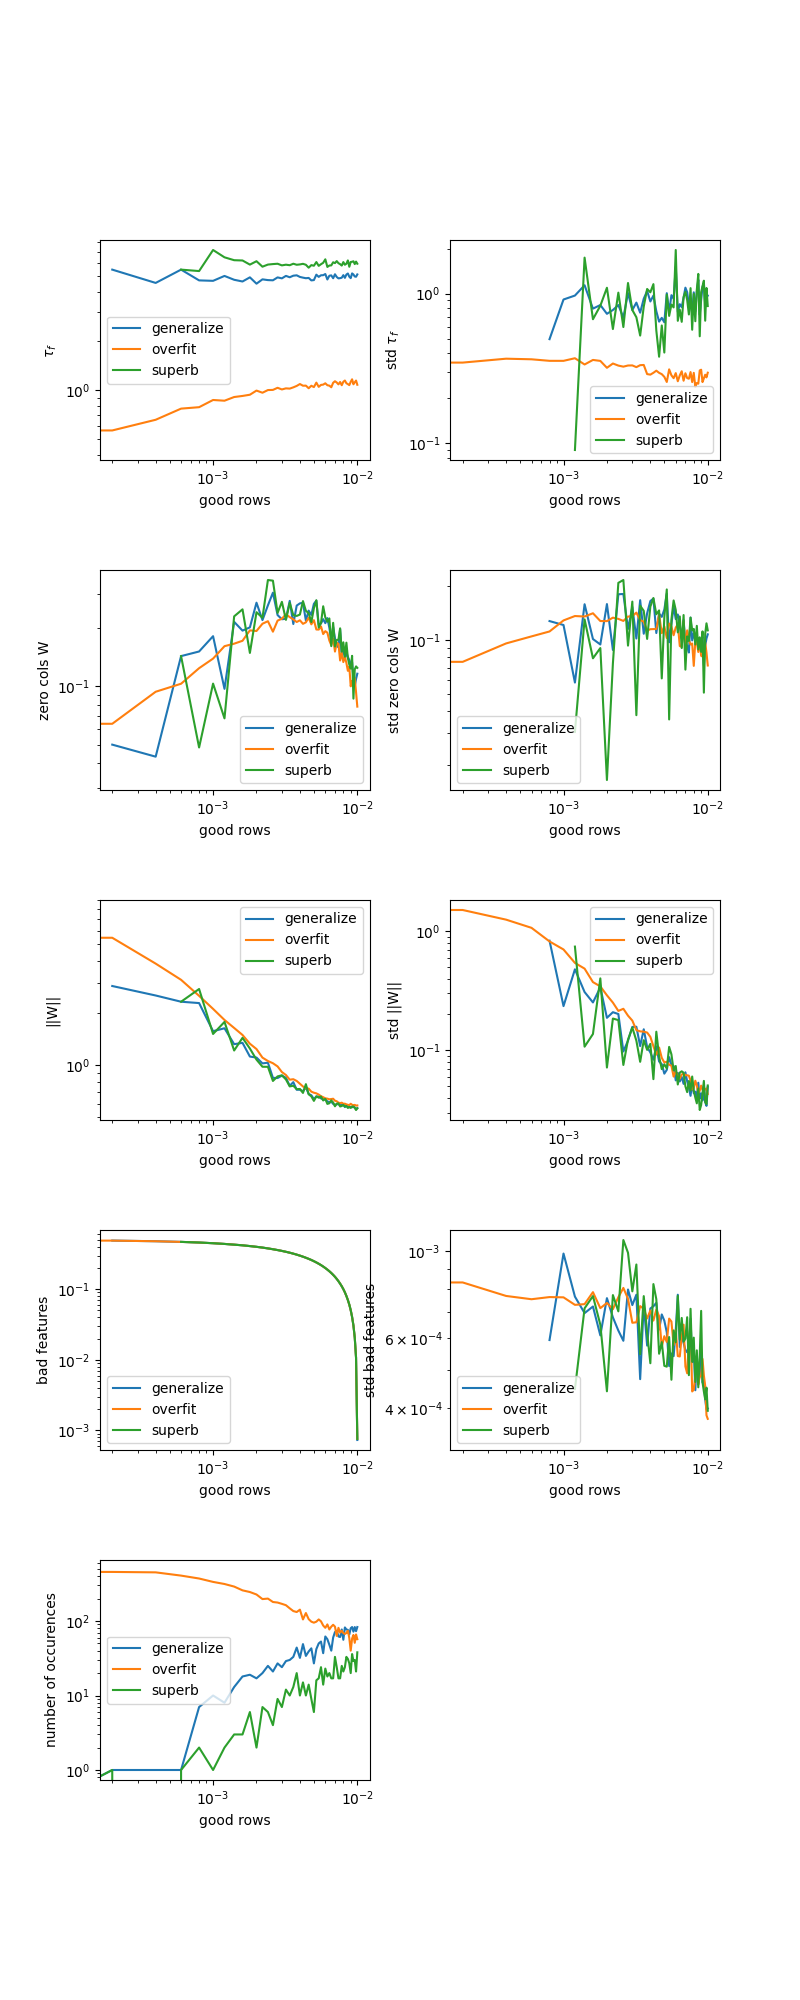 τ_f
10^0
10^-3
10^-2
good rows
generalize
overfit
superb
std τ_f
10^0
10^-1
10^-3
10^-2
good rows
generalize
overfit
superb
zero cols W
10^-1
10^-3
10^-2
good rows
generalize
overfit
superb
std zero cols W
10^-1
10^-3
10^-2
good rows
generalize
overfit
superb
||W||
10^0
10^-3
10^-2
good rows
generalize
overfit
superb
std ||W||
10^0
10^-1
10^-3
10^-2
good rows
generalize
overfit
superb
bad features
10^-1
10^-2
10^-3
10^-3
10^-2
good rows
generalize
overfit
superb
std bad features
10^-3
6 × 10^-4
4 × 10^-4
10^-3
10^-2
good rows
generalize
overfit
superb
number of occurences
10^2
10^1
10^0
10^-3
10^-2
good rows
generalize
overfit
superb